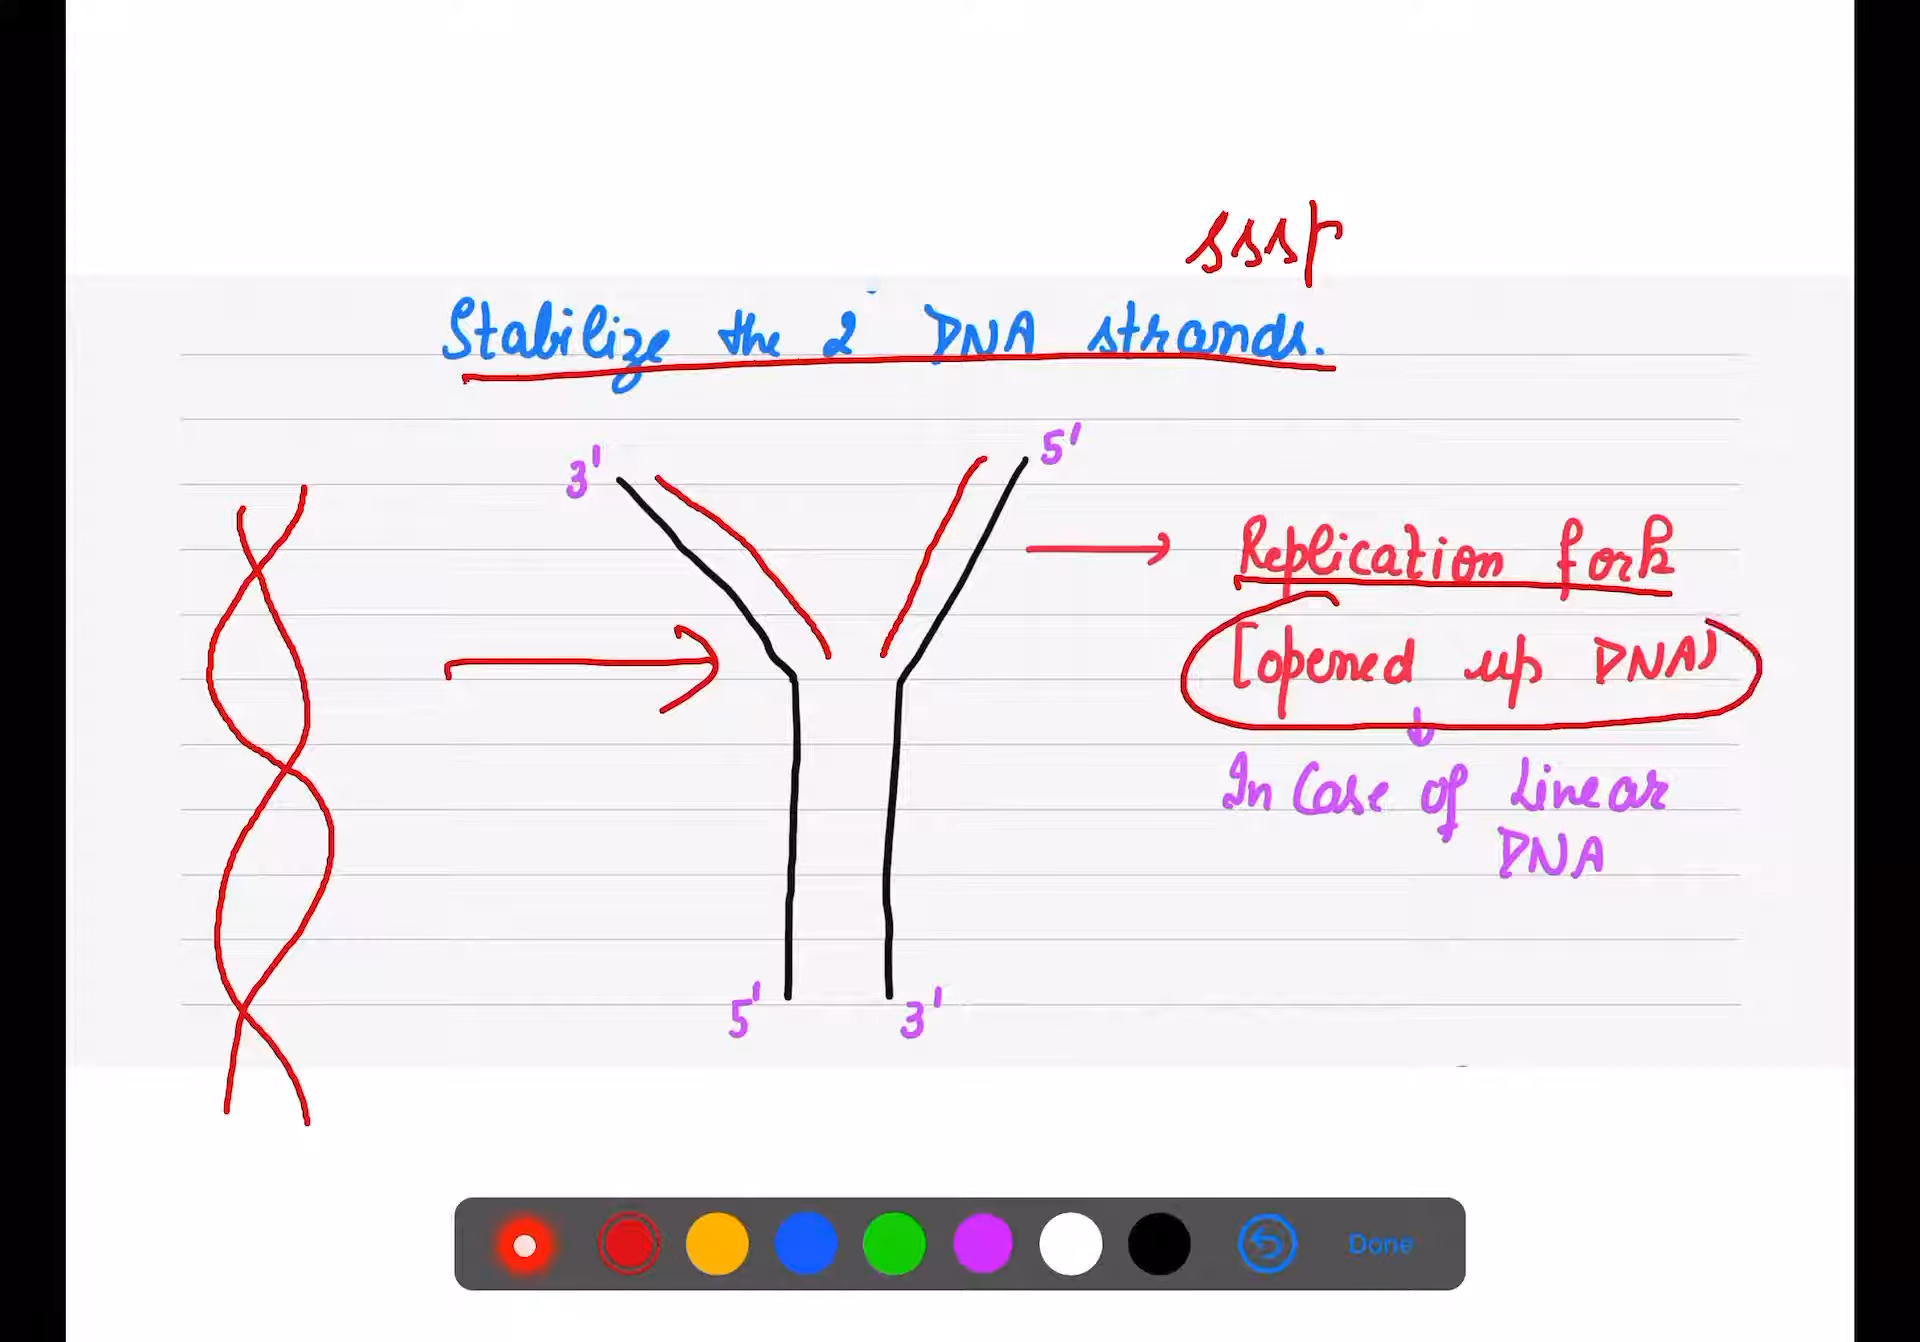 sssp
Stabilize the 2 DNA strands.
3' 5'
Replication fork
[opened up DNA]
In Case of Linear
DNA
5' 3'
Done